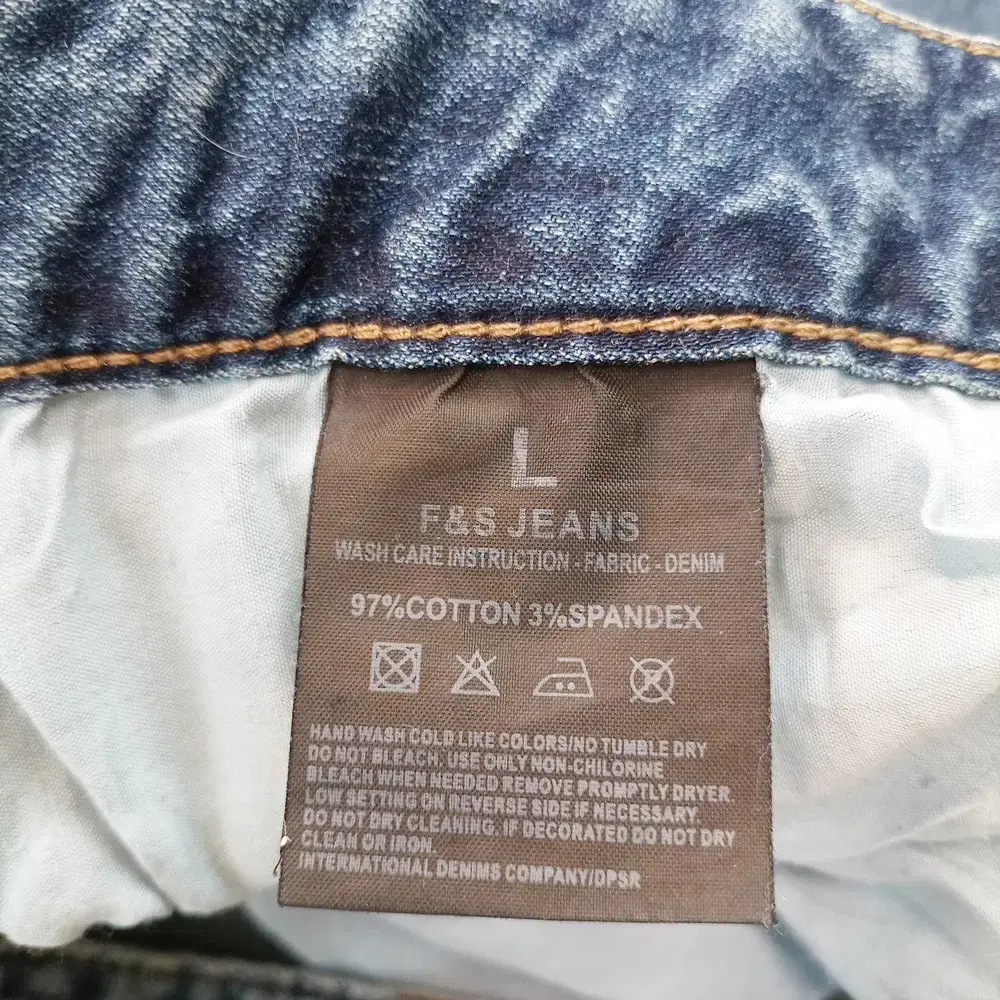 L
F&S JEANS
WASH CARE INSTRUCTION - FABRIC - DENIM
97%COTTON 3%SPANDEX
HAND WASH COLD LIKE COLORS/NO TUMBLE DRY
DO NOT BLEACH. USE ONLY NON-CHILORINE
BLEACH WHEN NEEDED REMOVE PROMPTLY DRYER.
LOW SETTING ON REVERSE SIDE IF NECESSARY.
DO NOT DRY CLEANING. IF DECORATED DO NOT DRY
CLEAN OR IRON.
INTERNATIONAL DENIMS COMPANY/DPSR